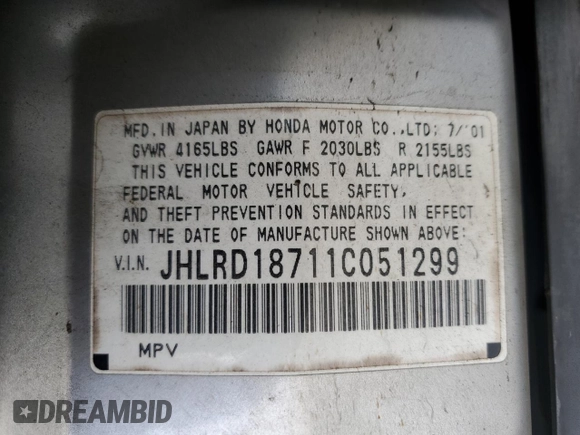 MFD. IN JAPAN BY HONDA MOTOR CO., LTD; 7/'01
GVWR 4165LBS GAWR F 2030LBS R 2155LBS
THIS VEHICLE CONFORMS TO ALL APPLICABLE
FEDERAL MOTOR VEHICLE SAFETY,
AND THEFT PREVENTION STANDARDS IN EFFECT
ON THE DATE OF MANUFACTURE SHOWN ABOVE:
V.I.N. JHLRD18711C051299
MPV
DREAMBID